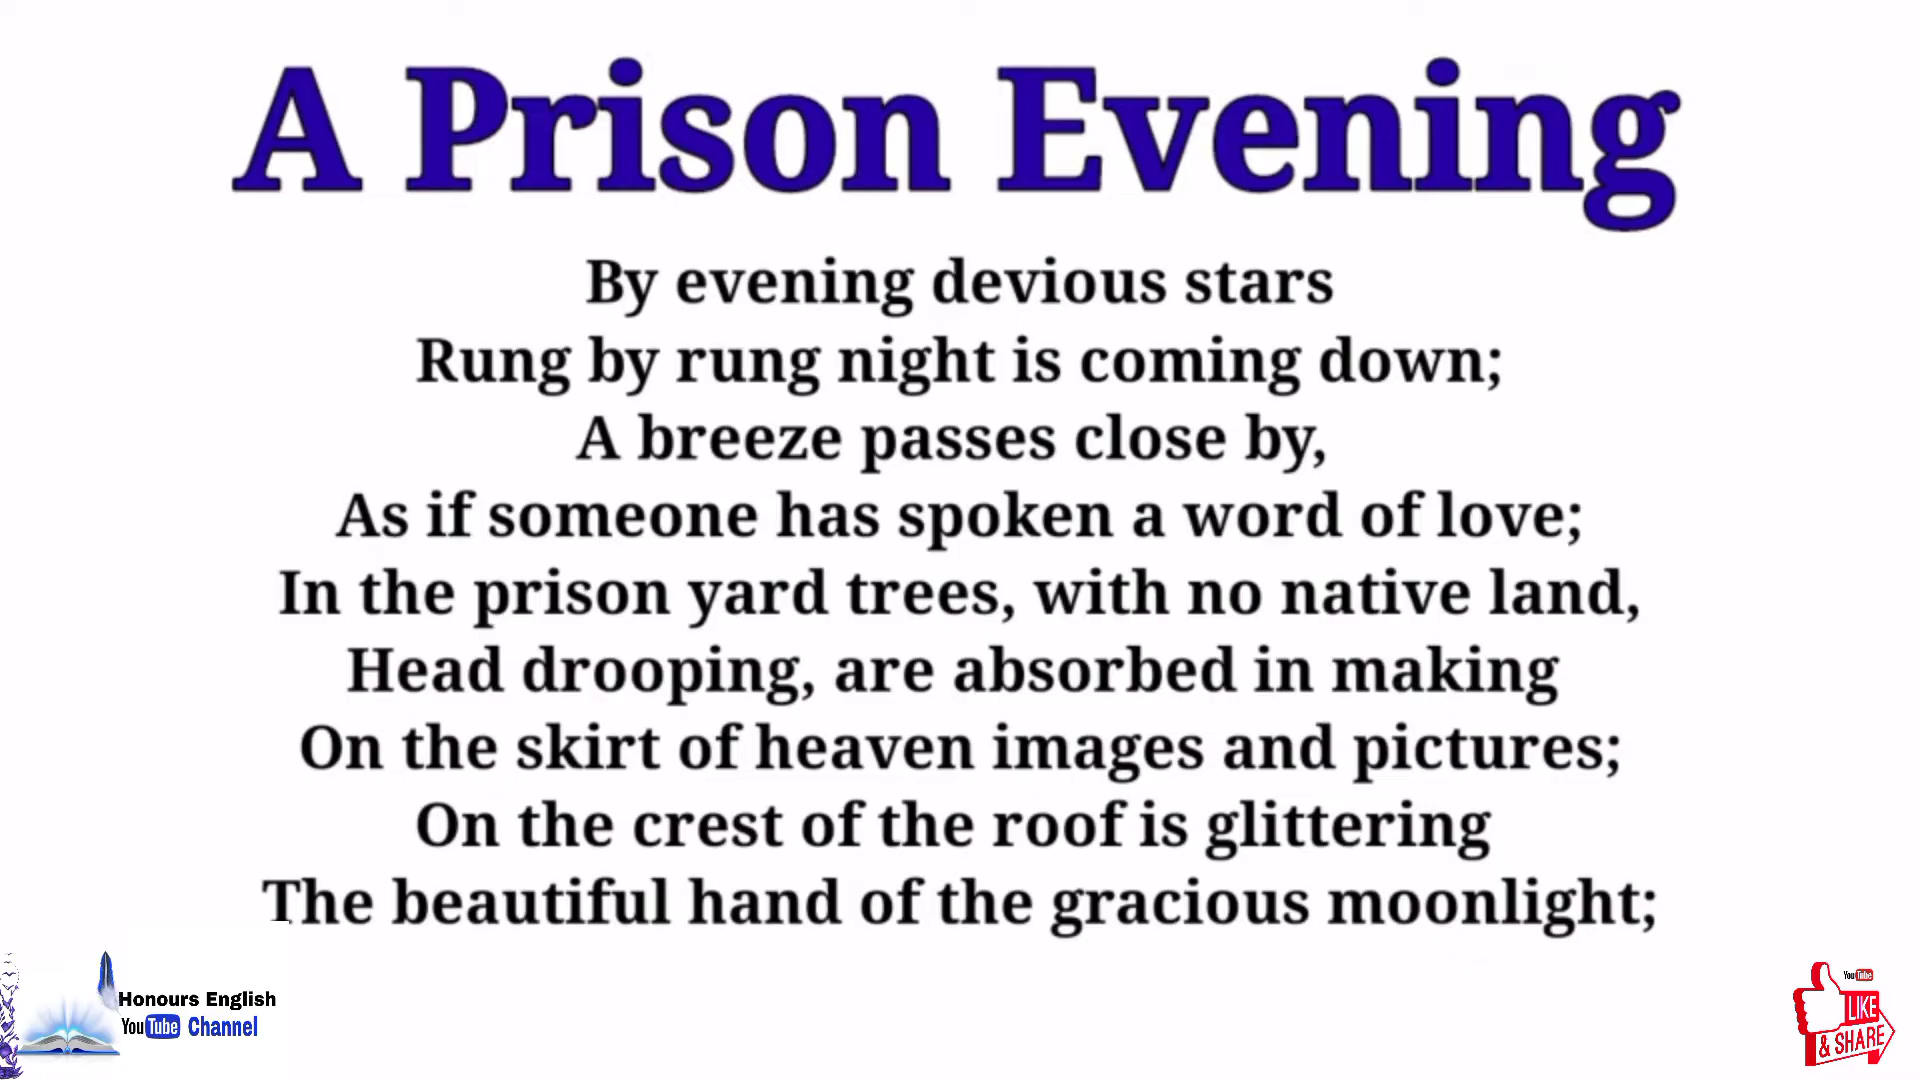 A Prison Evening
By evening devious stars
Rung by rung night is coming down;
A breeze passes close by,
As if someone has spoken a word of love;
In the prison yard trees, with no native land,
Head drooping, are absorbed in making
On the skirt of heaven images and pictures;
On the crest of the roof is glittering
The beautiful hand of the gracious moonlight;
Honours English
YouTube Channel
YouTube
LIKE
& SHARE